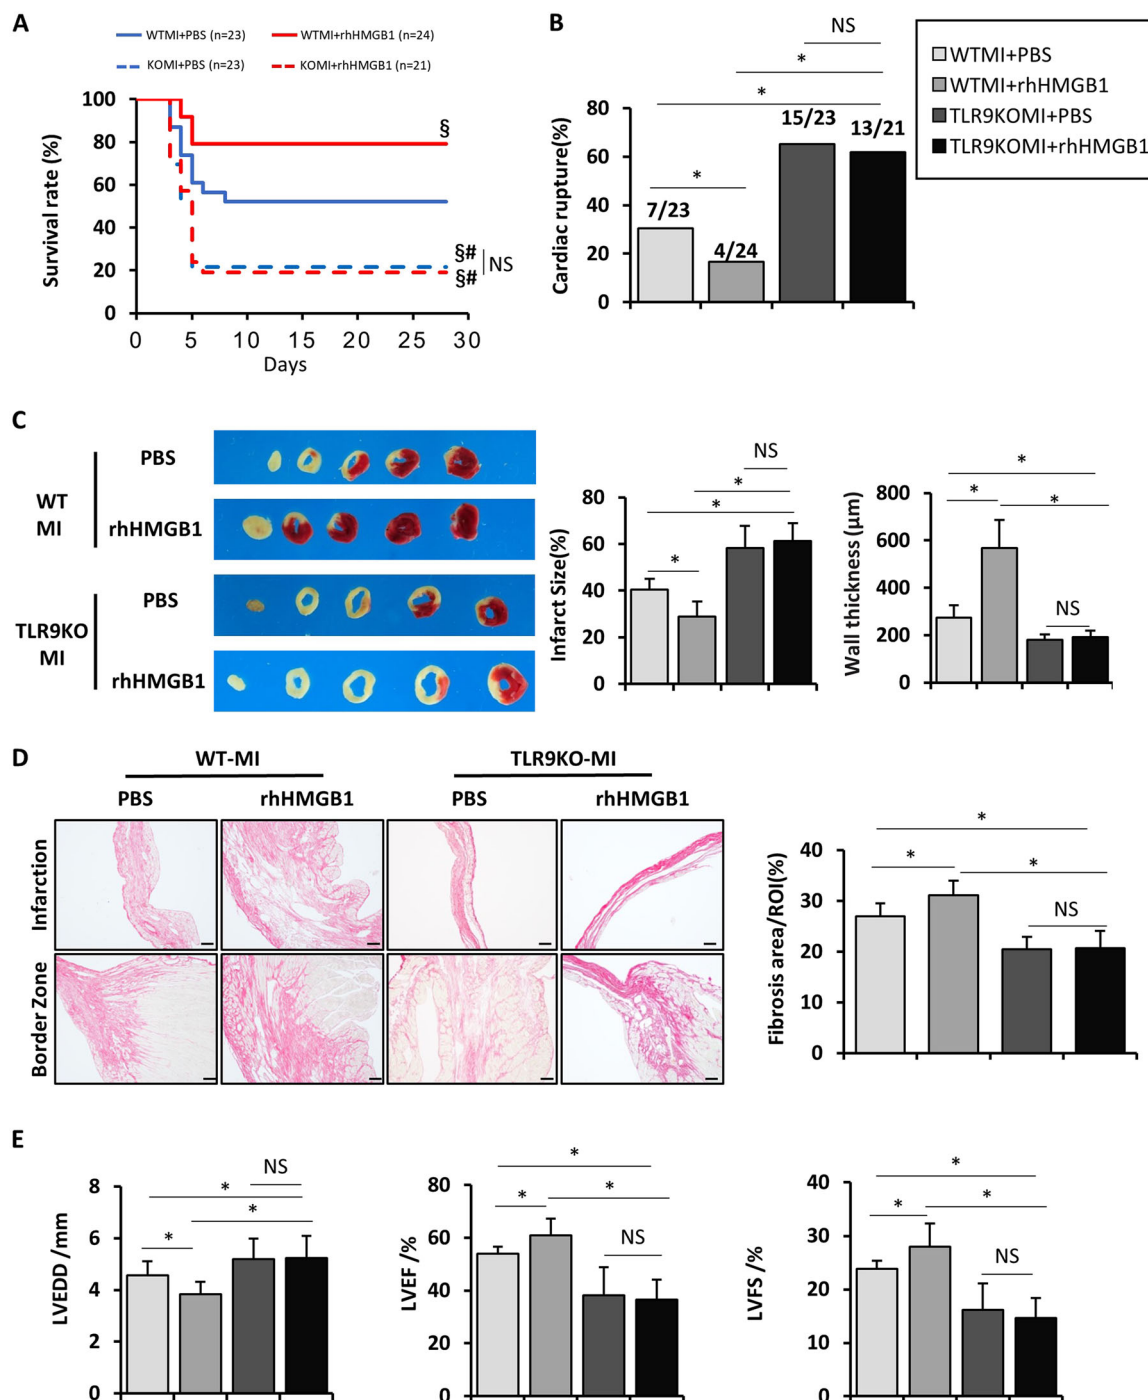 A
WTMI+PBS (n=23)
WTMI+rhHMGB1 (n=24)
KOMI+PBS (n=23)
KOMI+rhHMGB1 (n=21)
Survival rate (%)
100
80
60
40
20
0
§
§#
§#
NS
0 5 10 15 20 25 30
Days
B
NS
*
*
*
Cardiac rupture(%)
80
60
40
20
0
7/23
4/24
15/23
13/21
WTMI+PBS
WTMI+rhHMGB1
TLR9KOMI+PBS
TLR9KOMI+rhHMGB1
C
WT
MI
PBS
rhHMGB1
TLR9KO
MI
PBS
rhHMGB1
Infarct Size(%)
80
60
40
20
0
NS
*
*
*
Wall thickness (µm)
800
600
400
200
0
*
*
*
NS
D
WT-MI
TLR9KO-MI
PBS
rhHMGB1
PBS
rhHMGB1
Infarction
Border Zone
Fibrosis area/ROI(%)
40
30
20
10
0
*
*
*
NS
E
LVEDD /mm
8
6
4
2
0
NS
*
*
*
LVEF /%
80
60
40
20
0
*
*
*
NS
LVFS /%
40
30
20
10
0
*
*
*
NS